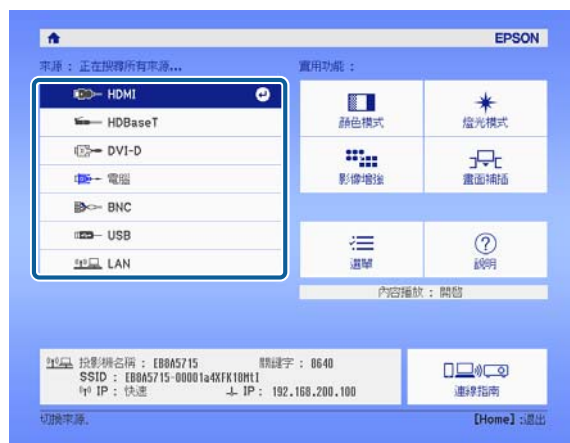 EPSON
來源 : 正在搜尋所有來源...
實用功能 :
HDMI
HDBaseT
DVI-D
電腦
BNC
USB
LAN
顏色模式
燈光模式
影像增強
畫面補插
選單
說明
內容播放 : 開啟
投影機名稱 : EB8A5715
關鍵字 : 8640
SSID : EB8A5715-00001a4XFK18MtI
IP : 快速
IP : 192.168.200.100
連線指南
切換來源.
[Home] :退出